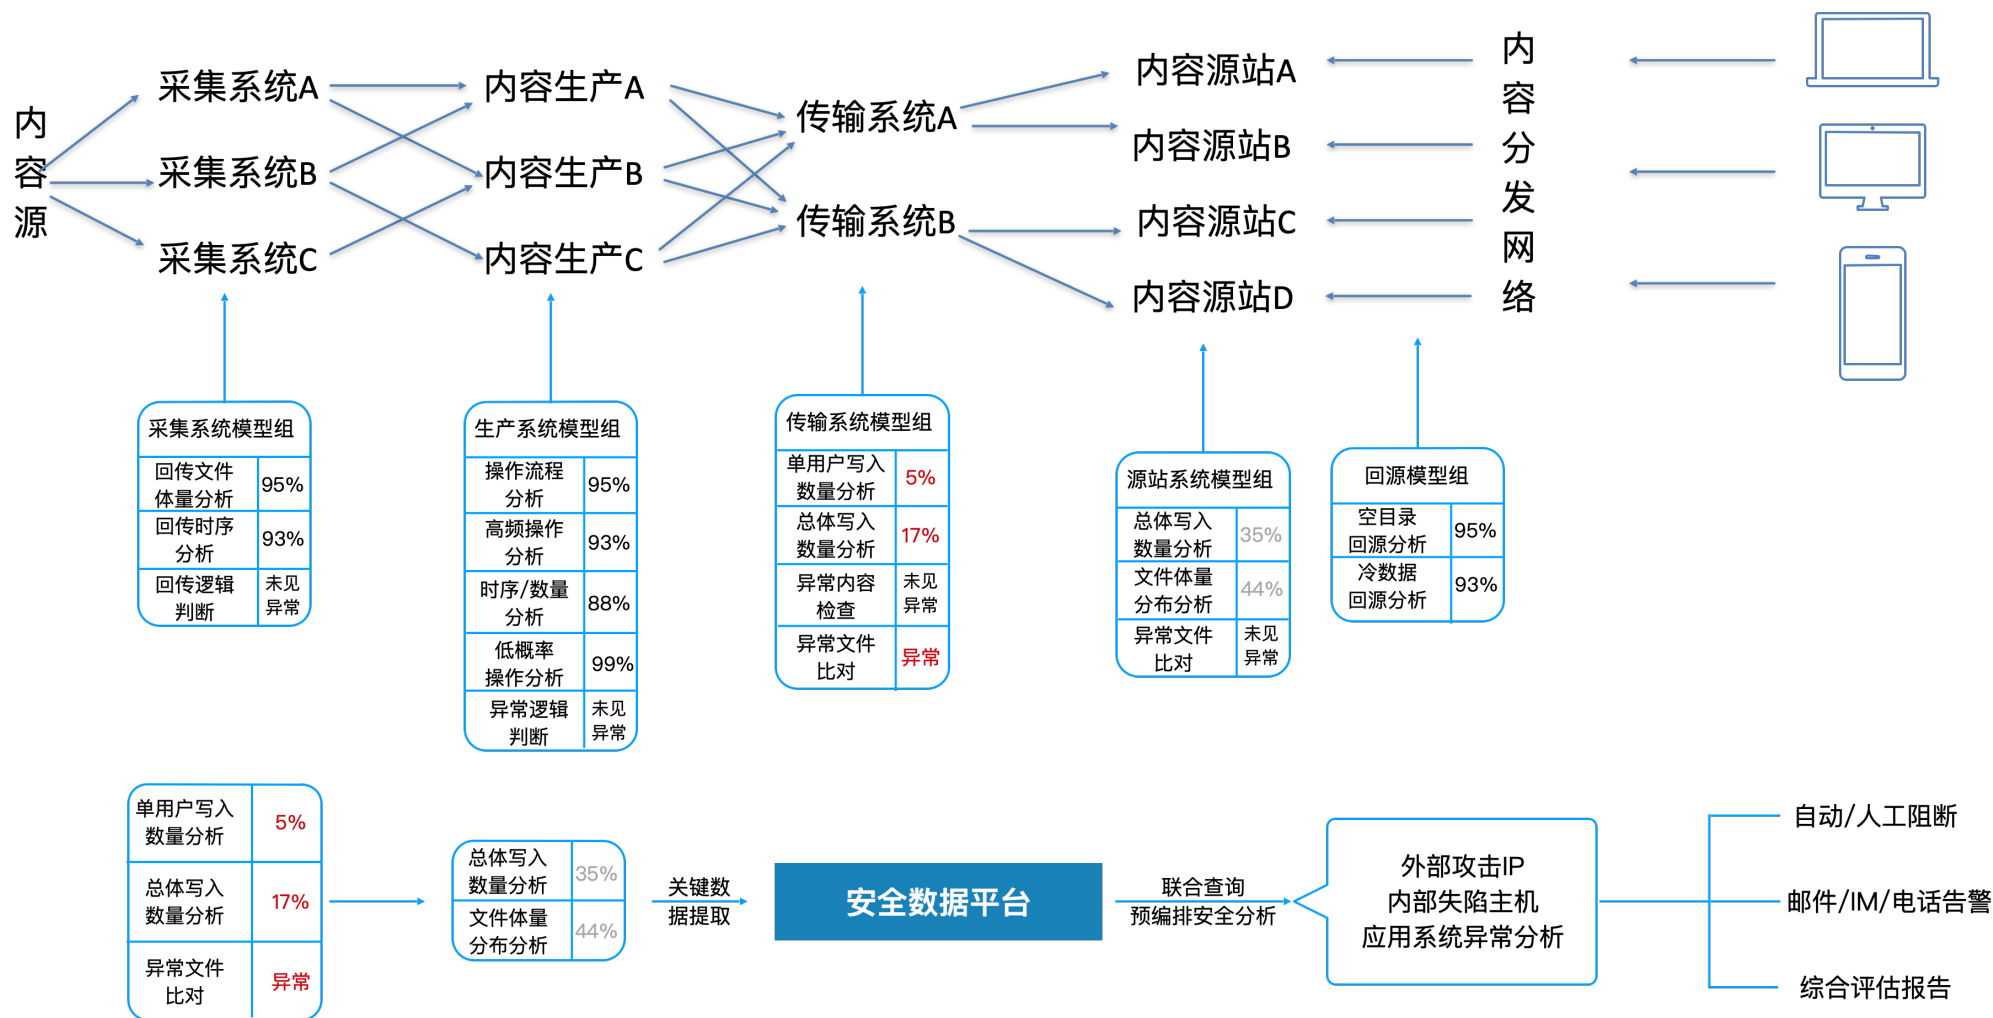 内
容
源
采集系统A
采集系统B
采集系统C
内容生产A
内容生产B
内容生产C
传输系统A
传输系统B
内容源站A
内容源站B
内容源站C
内容源站D
内
容
分
发
网
络
采集系统模型组
回传文件
体量分析
95%
回传时序
分析
93%
回传逻辑
判断
未见
异常
生产系统模型组
操作流程
分析
95%
高频操作
分析
93%
时序/数量
分析
88%
低概率
操作分析
99%
异常逻辑
判断
未见
异常
传输系统模型组
单用户写入
数量分析
5%
总体写入
数量分析
17%
异常内容
检查
未见
异常
异常文件
比对
异常
源站系统模型组
总体写入
数量分析
35%
文件体量
分布分析
44%
异常文件
比对
未见
异常
回源模型组
空目录
回源分析
95%
冷数据
回源分析
93%
单用户写入
数量分析
5%
总体写入
数量分析
17%
异常文件
比对
异常
总体写入
数量分析
35%
文件体量
分布分析
44%
关键数
据提取
安全数据平台
联合查询
预编排安全分析
外部攻击IP
内部失陷主机
应用系统异常分析
自动/人工阻断
邮件/IM/电话告警
综合评估报告